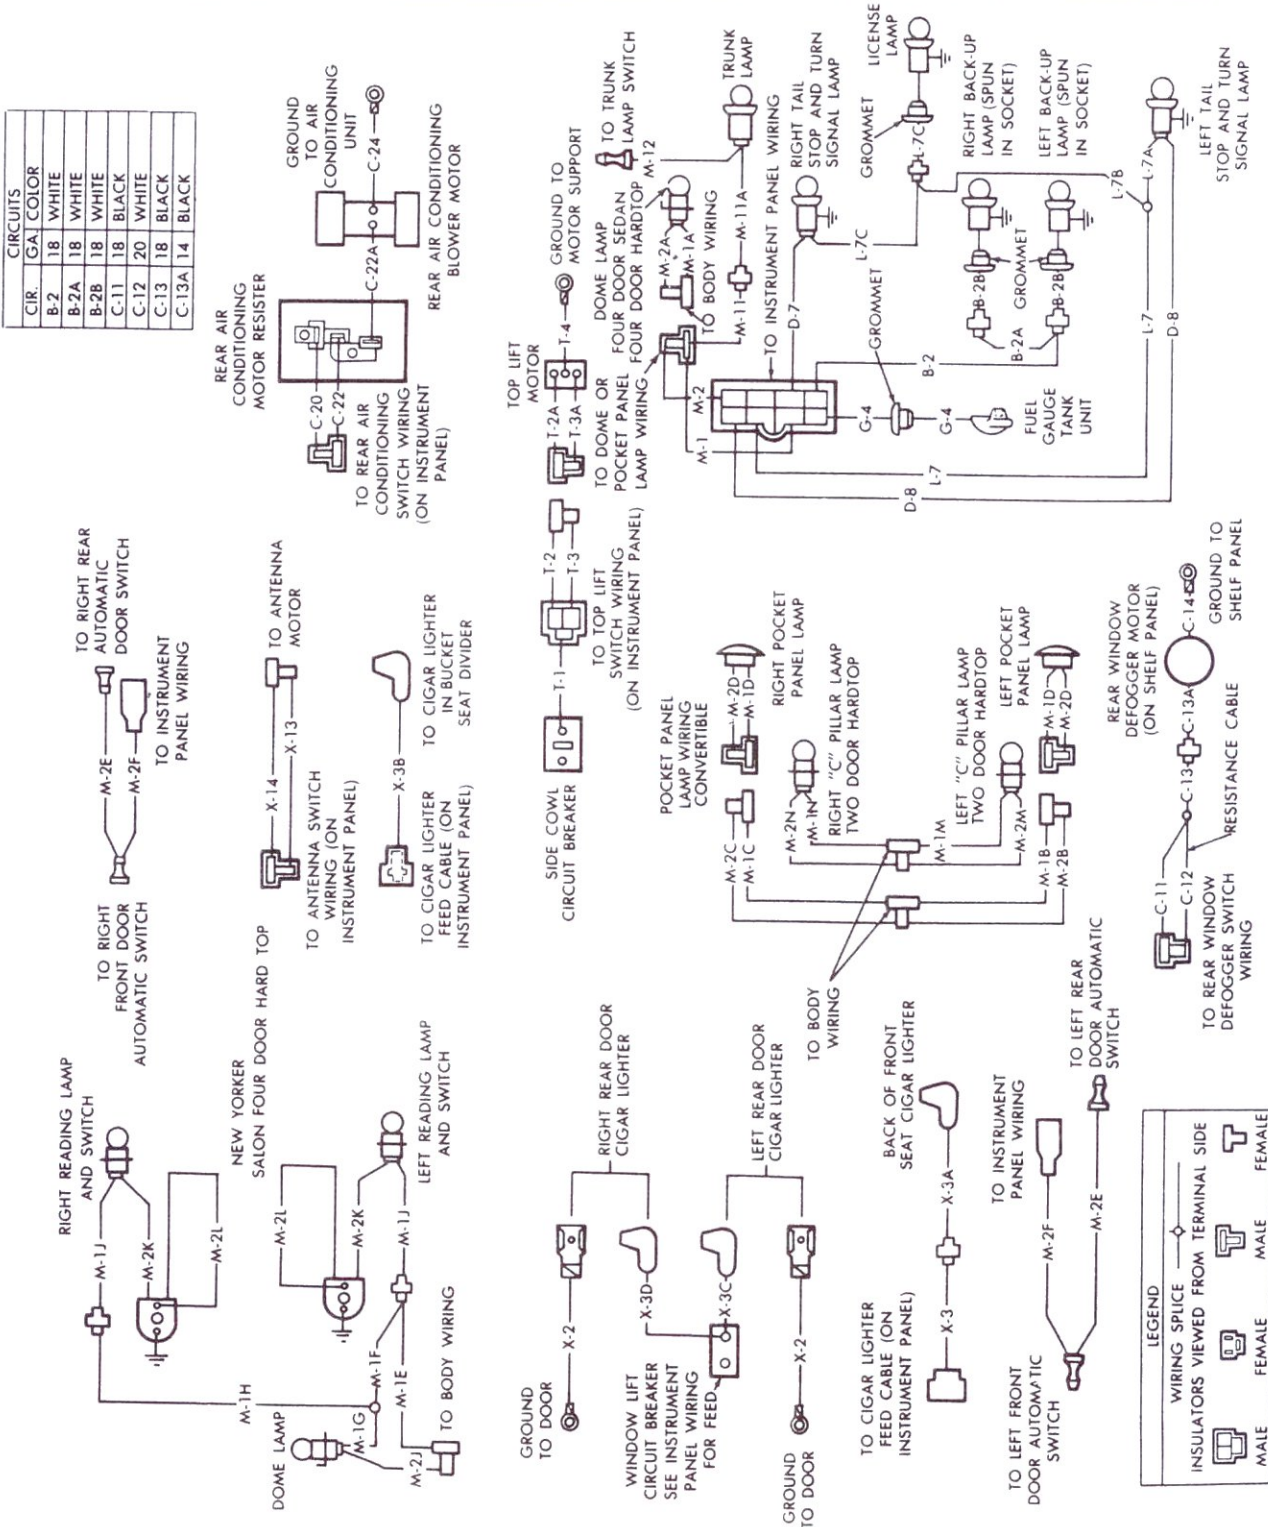 CIRCUITS
CIR. GA. COLOR
B-2 18 WHITE
B-2A 18 WHITE
B-2B 18 WHITE
C-11 18 BLACK
C-12 20 WHITE
C-13 18 BLACK
C-13A 14 BLACK
REAR AIR
CONDITIONING
MOTOR RESISTER
C-20
C-22
C-22A
TO REAR AIR
CONDITIONING
SWITCH WIRING
(ON INSTRUMENT
PANEL)
GROUND
TO AIR
CONDITIONING
UNIT
C-24
REAR AIR CONDITIONING
BLOWER MOTOR
TO RIGHT REAR
AUTOMATIC
DOOR SWITCH
M-2E
M-2F
TO INSTRUMENT
PANEL WIRING
TO RIGHT
FRONT DOOR
AUTOMATIC SWITCH
X-14
X-13
TO ANTENNA
MOTOR
TO ANTENNA SWITCH
WIRING (ON
INSTRUMENT PANEL)
X-3B
TO CIGAR LIGHTER
IN BUCKET
SEAT DIVIDER
TO CIGAR LIGHTER
FEED CABLE (ON
INSTRUMENT PANEL)
RIGHT READING LAMP
AND SWITCH
M-1J
M-2K
M-2L
NEW YORKER
SALON FOUR DOOR HARD TOP
M-2L
M-2K
M-1J
LEFT READING LAMP
AND SWITCH
M-1H
M-1F
M-1G
M-1E
M-2J
DOME LAMP
TO BODY WIRING
SIDE COWL
CIRCUIT BREAKER
T-1
T-2
T-3
TO TOP LIFT
SWITCH WIRING
(ON INSTRUMENT PANEL)
TOP LIFT
MOTOR
T-2A
T-3A
T-4
GROUND TO
MOTOR SUPPORT
TO DOME OR
POCKET PANEL
LAMP WIRING
DOME LAMP
FOUR DOOR SEDAN
FOUR DOOR HARDTOP
M-2A
M-1A
TO BODY WIRING
TO TRUNK
LAMP SWITCH
M-12
TRUNK
LAMP
M-11A
M-11
M-2
M-1
TO INSTRUMENT PANEL WIRING
D-7
RIGHT TAIL
STOP AND TURN
SIGNAL LAMP
L-7C
GROMMET
L-7C
LICENSE
LAMP
RIGHT BACK-UP
LAMP (SPUN
IN SOCKET)
LEFT BACK-UP
LAMP (SPUN
IN SOCKET)
GROMMET
B-2B
B-2B
B-2A
B-2
GROMMET
G-4
G-4
FUEL
GAUGE
TANK
UNIT
L-7
D-8
L-7
D-8
L-7B
L-7A
LEFT TAIL
STOP AND TURN
SIGNAL LAMP
POCKET PANEL
LAMP WIRING
CONVERTIBLE
M-2D
M-1D
RIGHT POCKET
PANEL LAMP
M-2C
M-1C
M-2N
M-1N
RIGHT "C" PILLAR LAMP
TWO DOOR HARDTOP
LEFT "C" PILLAR LAMP
TWO DOOR HARDTOP
M-1M
M-2M
LEFT POCKET
PANEL LAMP
M-1D
M-2D
M-1B
M-2B
TO BODY
WIRING
REAR WINDOW
DEFOGGER MOTOR
(ON SHELF PANEL)
C-14
GROUND TO
SHELF PANEL
C-13A
C-13
RESISTANCE CABLE
C-11
C-12
TO REAR WINDOW
DEFOGGER SWITCH
WIRING
GROUND
TO DOOR
X-2
RIGHT REAR DOOR
CIGAR LIGHTER
X-3D
WINDOW LIFT
CIRCUIT BREAKER
SEE INSTRUMENT
PANEL WIRING
FOR FEED
X-3C
LEFT REAR DOOR
CIGAR LIGHTER
X-2
GROUND
TO DOOR
TO CIGAR LIGHTER
FEED CABLE (ON
INSTRUMENT PANEL)
X-3
X-3A
BACK OF FRONT
SEAT CIGAR LIGHTER
TO INSTRUMENT
PANEL WIRING
M-2F
M-2E
TO LEFT REAR
DOOR AUTOMATIC
SWITCH
TO LEFT FRONT
DOOR AUTOMATIC
SWITCH
LEGEND
WIRING SPLICE
INSULATORS VIEWED FROM TERMINAL SIDE
MALE FEMALE MALE FEMALE